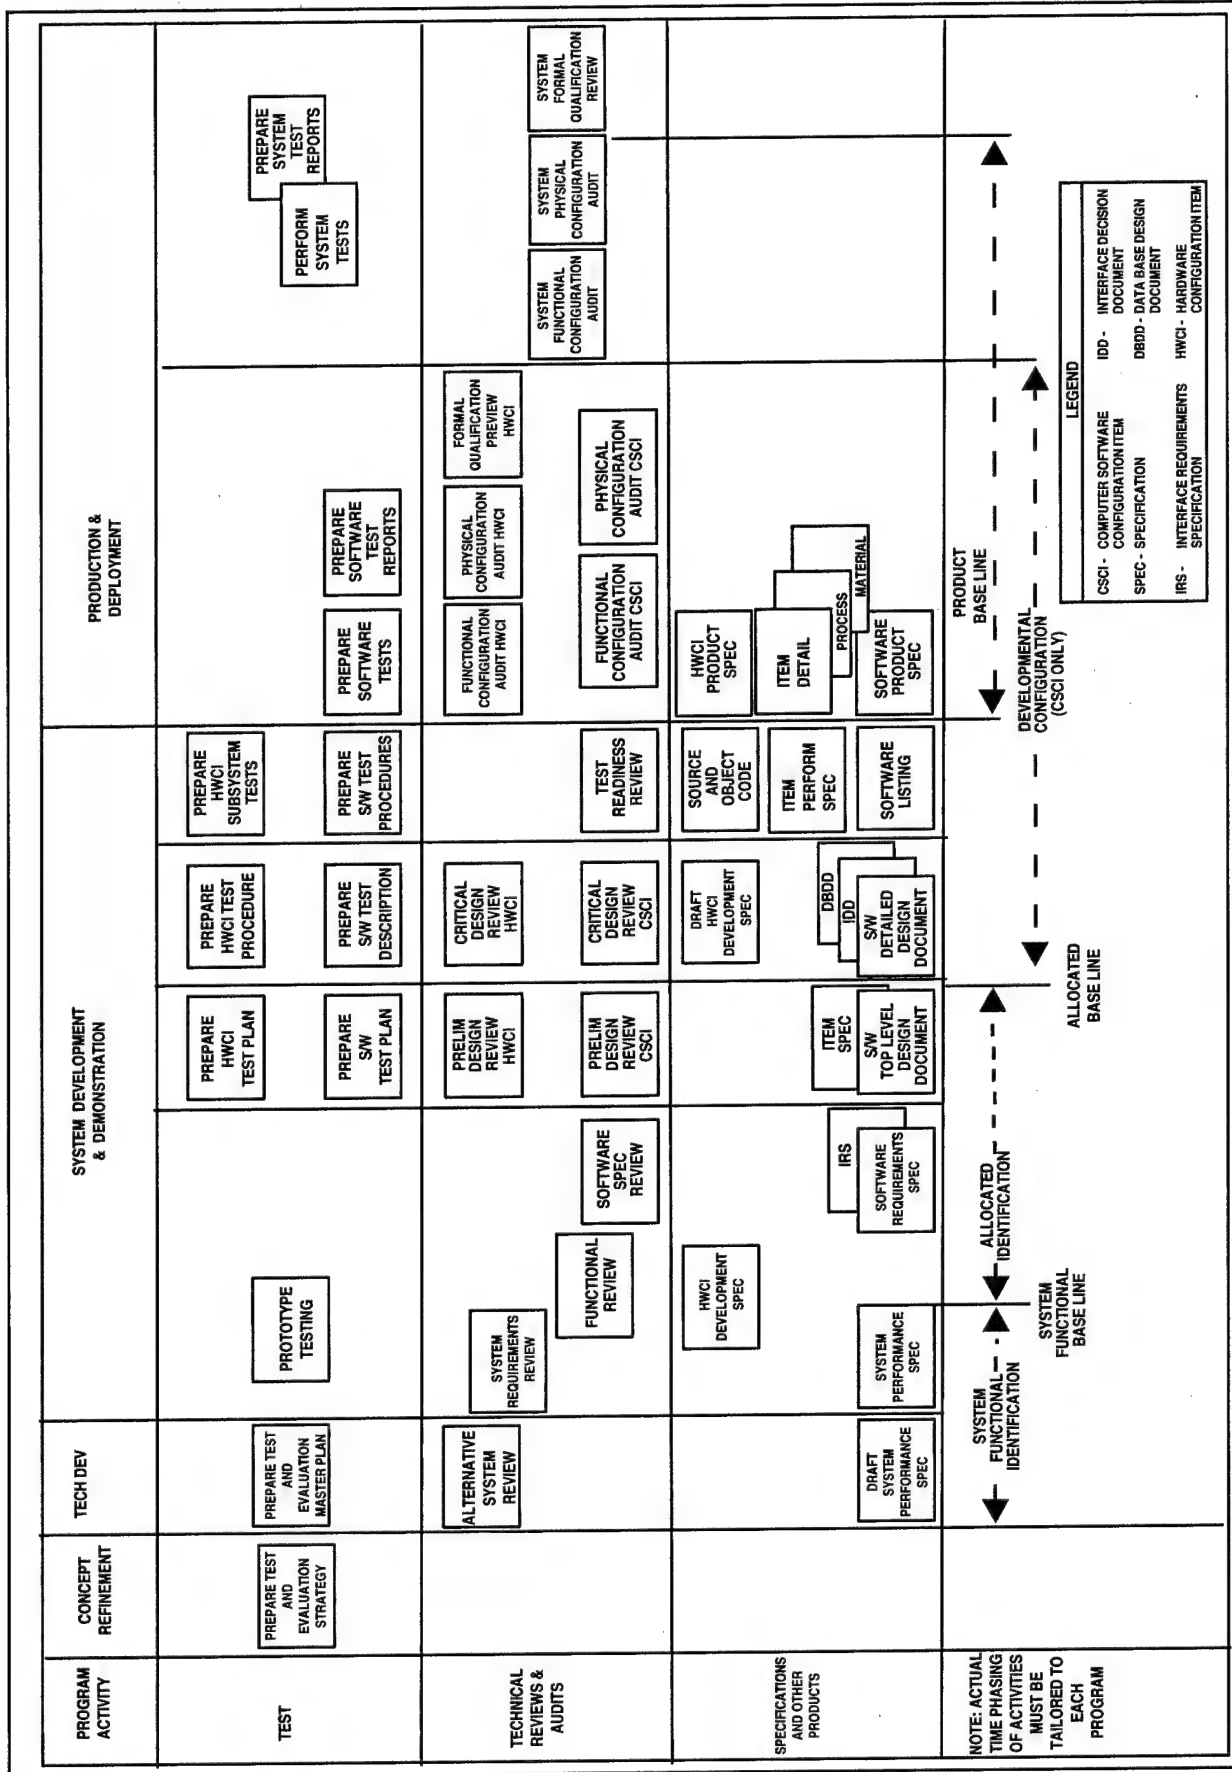 PROGRAM
ACTIVITY
CONCEPT
REFINEMENT
TECH DEV
SYSTEM DEVELOPMENT
& DEMONSTRATION
PRODUCTION &
DEPLOYMENT
TEST
PREPARE TEST
AND
EVALUATION
STRATEGY
PREPARE TEST
AND
EVALUATION
MASTER PLAN
PROTOTYPE
TESTING
PREPARE
HWCI
TEST PLAN
PREPARE
S/W
TEST PLAN
PREPARE
HWCI TEST
PROCEDURE
PREPARE
S/W TEST
DESCRIPTION
PREPARE
HWCI
SUBSYSTEM
TESTS
PREPARE
S/W TEST
PROCEDURES
PREPARE
SOFTWARE
TESTS
PREPARE
SOFTWARE
TEST
REPORTS
PERFORM
SYSTEM
TESTS
PREPARE
SYSTEM
TEST
REPORTS
TECHNICAL
REVIEWS &
AUDITS
ALTERNATIVE
SYSTEM
REVIEW
SYSTEM
REQUIREMENTS
REVIEW
FUNCTIONAL
REVIEW
SOFTWARE
SPEC
REVIEW
PRELIM
DESIGN
REVIEW
HWCI
PRELIM
DESIGN
REVIEW
CSCI
CRITICAL
DESIGN
REVIEW
HWCI
CRITICAL
DESIGN
REVIEW
CSCI
TEST
READINESS
REVIEW
FUNCTIONAL
CONFIGURATION
AUDIT HWCI
PHYSICAL
CONFIGURATION
AUDIT HWCI
FORMAL
QUALIFICATION
PREVIEW
HWCI
FUNCTIONAL
CONFIGURATION
AUDIT CSCI
PHYSICAL
CONFIGURATION
AUDIT CSCI
SYSTEM
FUNCTIONAL
CONFIGURATION
AUDIT
SYSTEM
PHYSICAL
CONFIGURATION
AUDIT
SYSTEM
FORMAL
QUALIFICATION
REVIEW
SPECIFICATIONS
AND OTHER
PRODUCTS
DRAFT
SYSTEM
PERFORMANCE
SPEC
SYSTEM
PERFORMANCE
SPEC
HWCI
DEVELOPMENT
SPEC
IRS
SOFTWARE
REQUIREMENTS
SPEC
ITEM
SPEC
S/W
TOP LEVEL
DESIGN
DOCUMENT
DRAFT
HWCI
DEVELOPMENT
SPEC
DBDD
IDD
S/W
DETAILED
DESIGN
DOCUMENT
SOURCE
AND
OBJECT
CODE
ITEM
PERFORM
SPEC
SOFTWARE
LISTING
HWCI
PRODUCT
SPEC
ITEM
DETAIL
PROCESS
MATERIAL
SOFTWARE
PRODUCT
SPEC
NOTE: ACTUAL
TIME PHASING
OF ACTIVITIES
MUST BE
TAILORED TO
EACH
PROGRAM
SYSTEM
FUNCTIONAL
IDENTIFICATION
SYSTEM
FUNCTIONAL
BASE LINE
ALLOCATED
IDENTIFICATION
ALLOCATED
BASE LINE
DEVELOPMENTAL
CONFIGURATION
(CSCI ONLY)
PRODUCT
BASE LINE
LEGEND
CSCI - COMPUTER SOFTWARE
CONFIGURATION ITEM
SPEC - SPECIFICATION
IRS - INTERFACE REQUIREMENTS
SPECIFICATION
IDD - INTERFACE DECISION
DOCUMENT
DBDD - DATA BASE DESIGN
DOCUMENT
HWCI - HARDWARE
CONFIGURATION ITEM